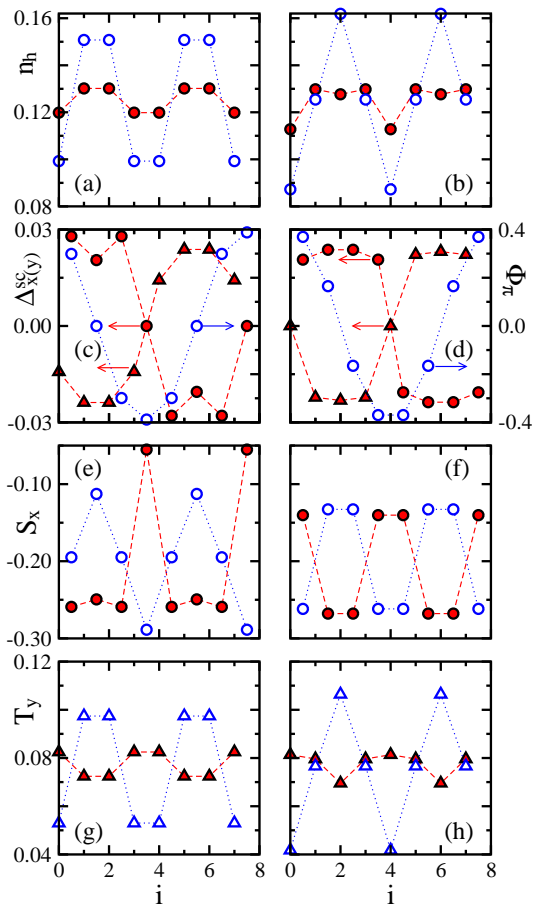 0.16
n_h
0.12
0.08
(a)
(b)
0.03
Δ^sc_x(y)
0.00
-0.03
(c)
(d)
0.4
Φ_π
0.0
-0.4
-0.10
S_x
-0.20
-0.30
(e)
(f)
0.12
T_y
0.08
0.04
(g)
(h)
0 2 4 6 8
0 2 4 6 8
i
i